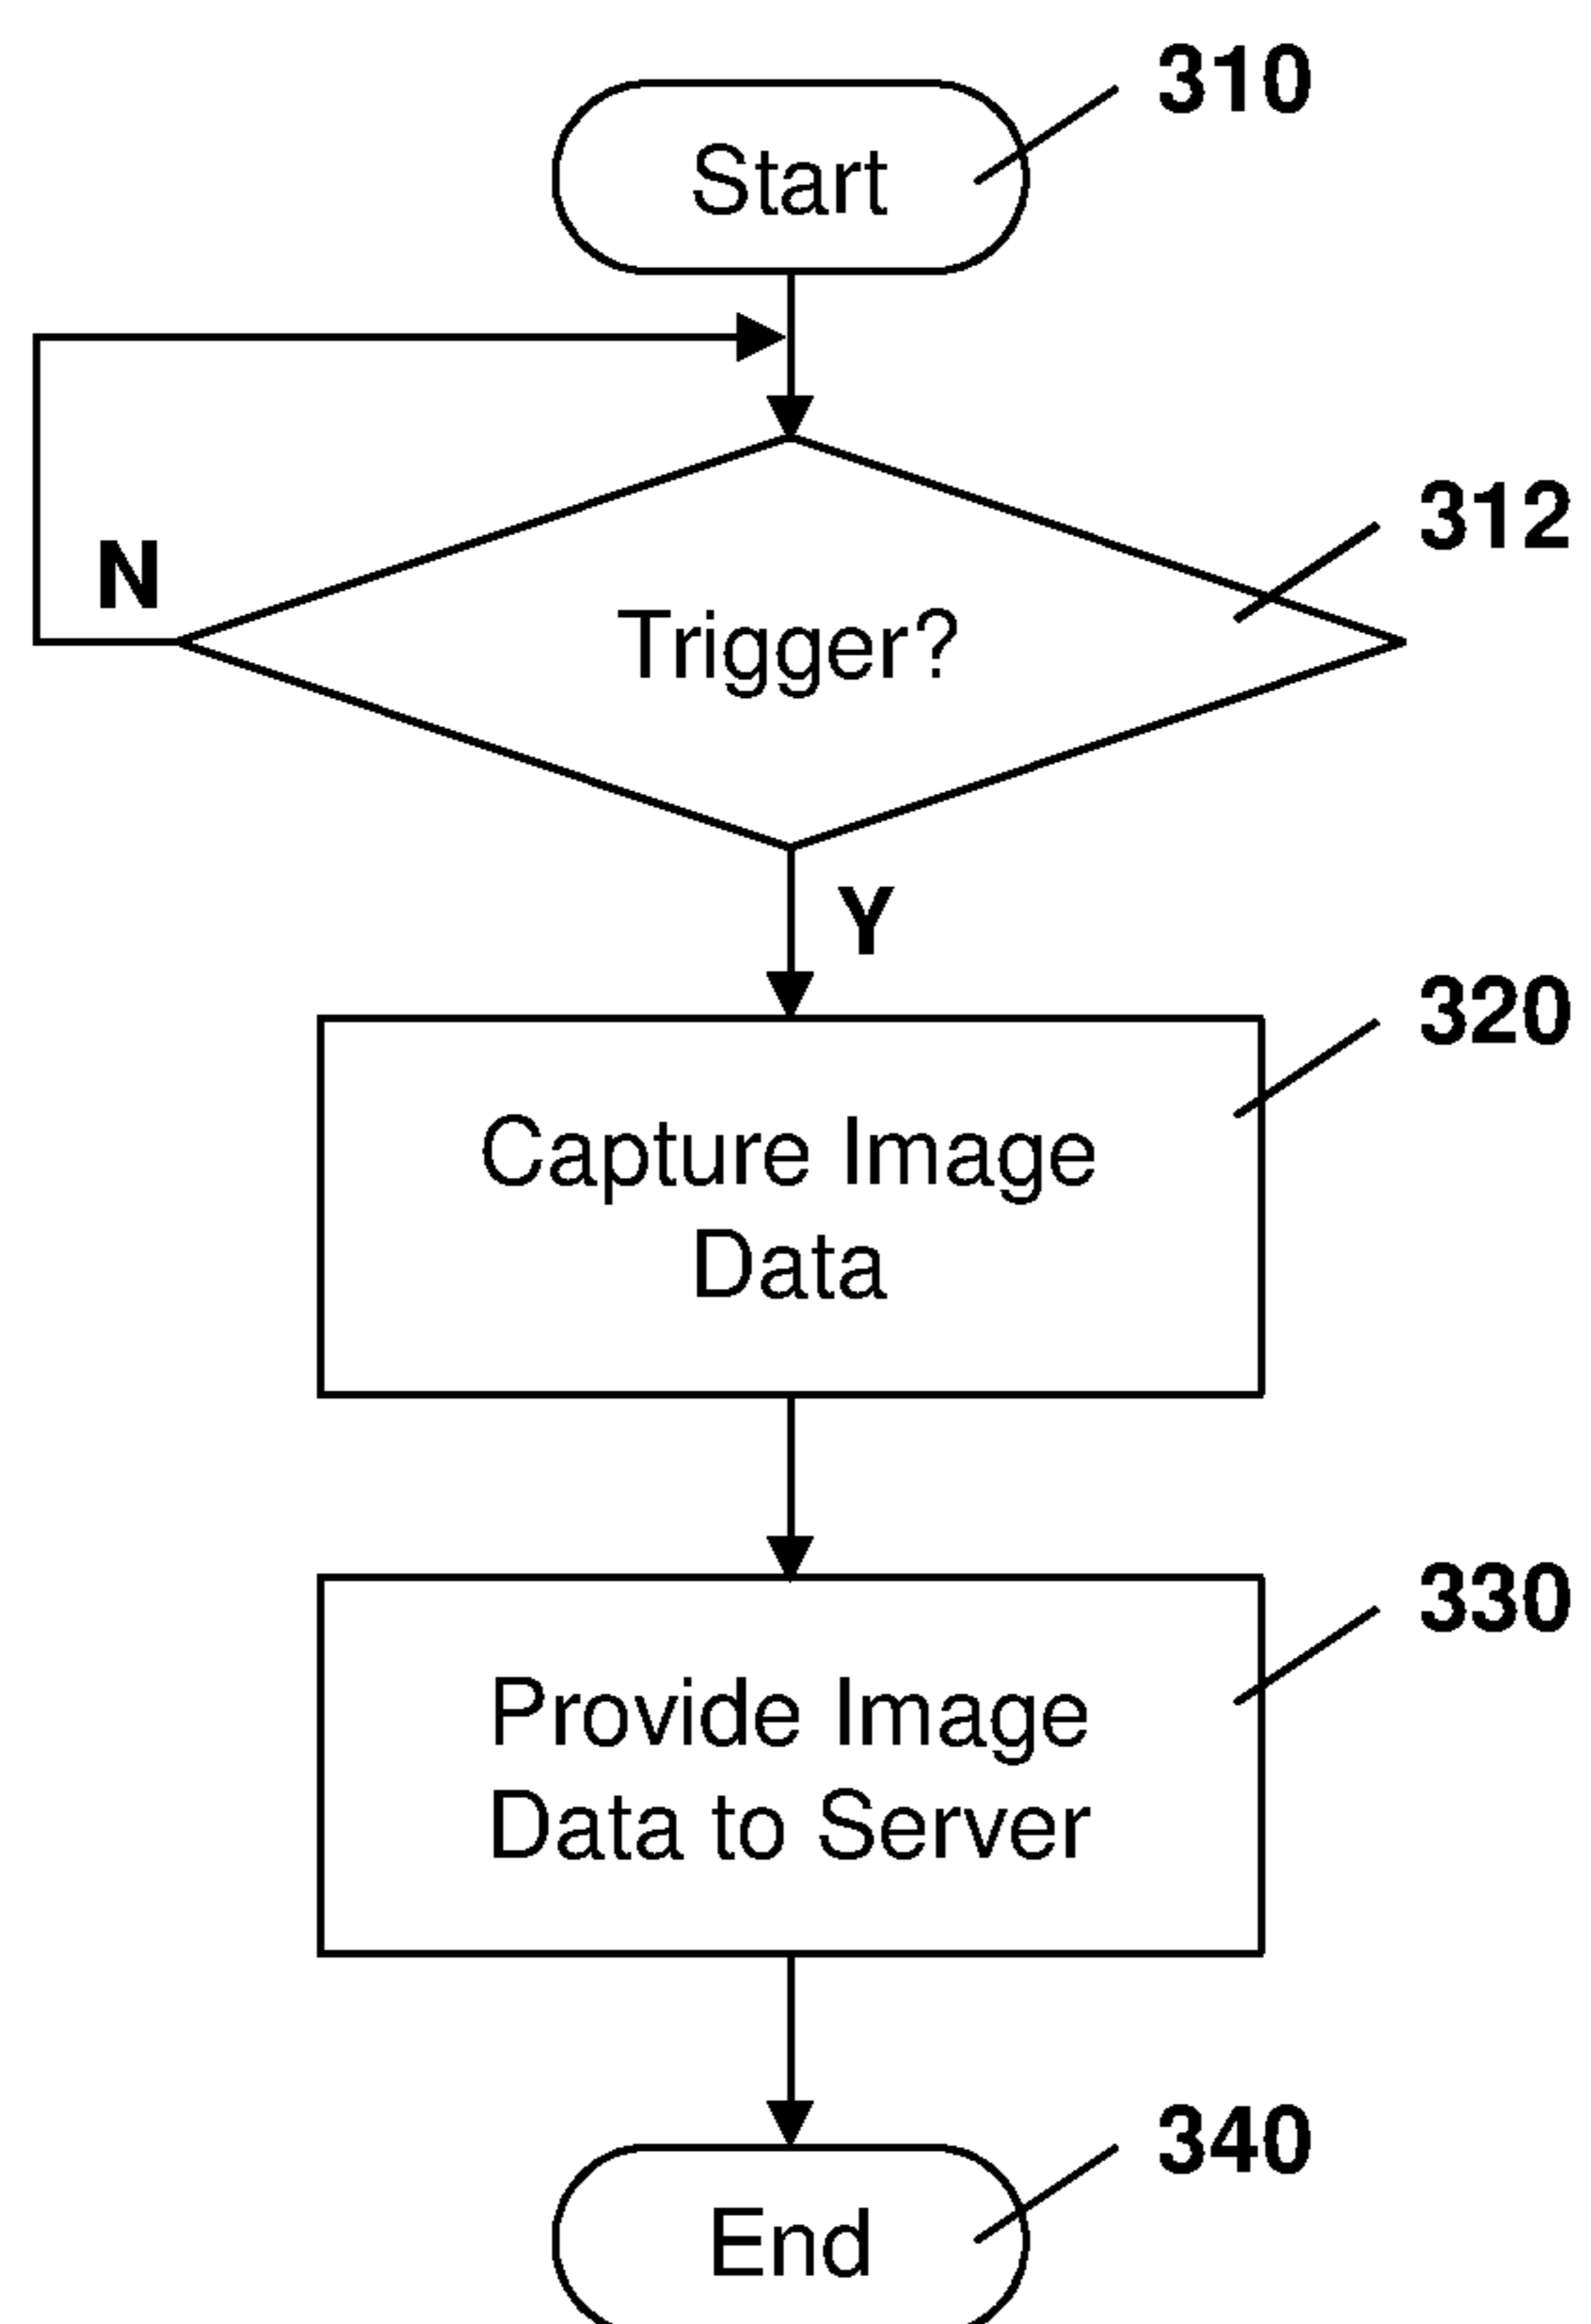 310
Start
312
N
Trigger?
Y
320
Capture Image
Data
330
Provide Image
Data to Server
340
End